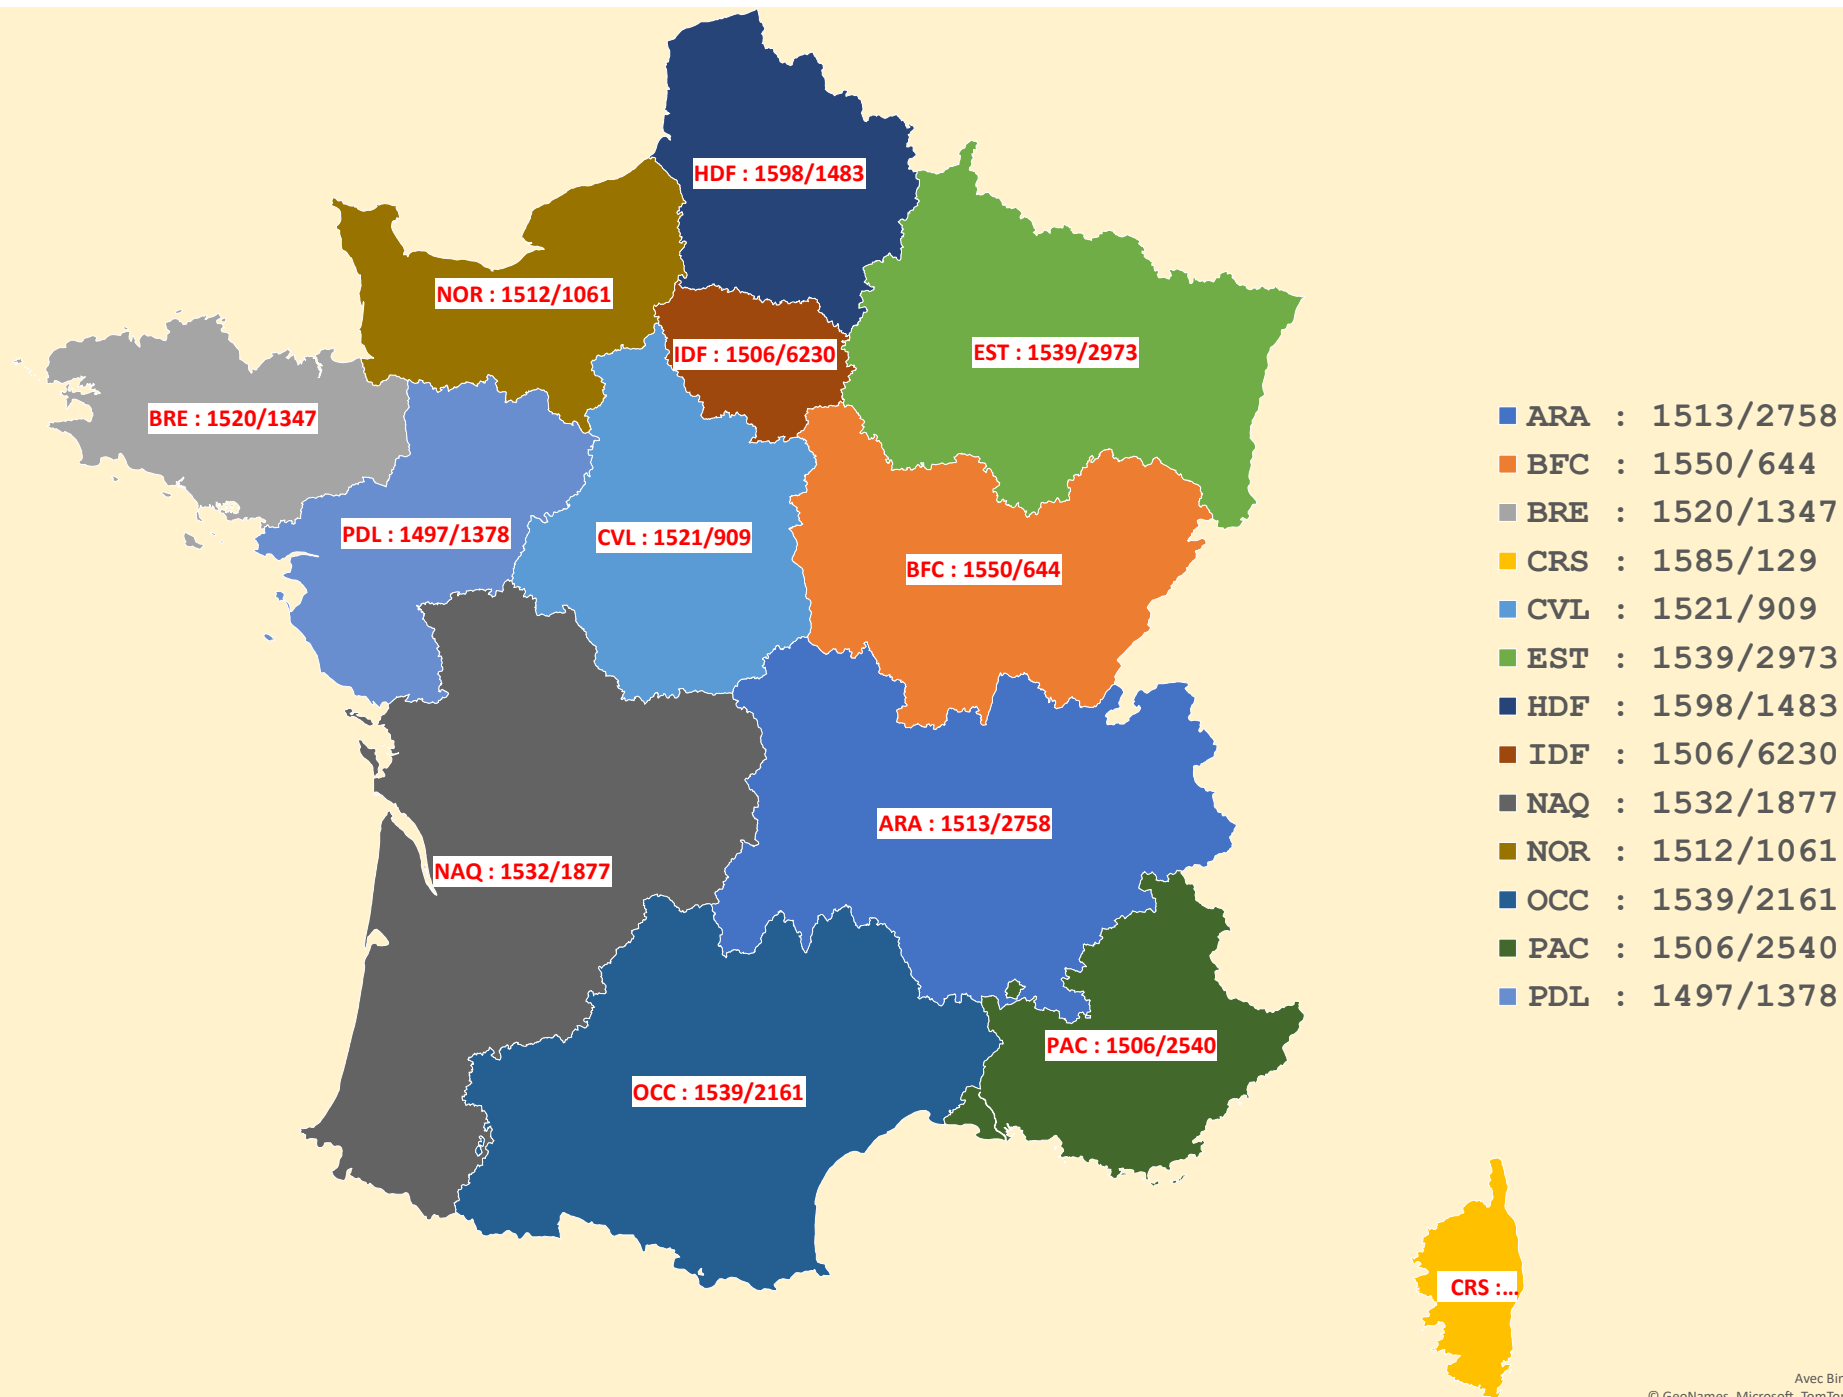 HDF : 1598/1483
NOR : 1512/1061
IDF : 1506/6230
EST : 1539/2973
BRE : 1520/1347
PDL : 1497/1378
CVL : 1521/909
BFC : 1550/644
ARA : 1513/2758
NAQ : 1532/1877
PAC : 1506/2540
OCC : 1539/2161
CRS :...
ARA : 1513/2758
BFC : 1550/644
BRE : 1520/1347
CRS : 1585/129
CVL : 1521/909
EST : 1539/2973
HDF : 1598/1483
IDF : 1506/6230
NAQ : 1532/1877
NOR : 1512/1061
OCC : 1539/2161
PAC : 1506/2540
PDL : 1497/1378
Avec Bin
© GeoNames, Microsoft, TomTom